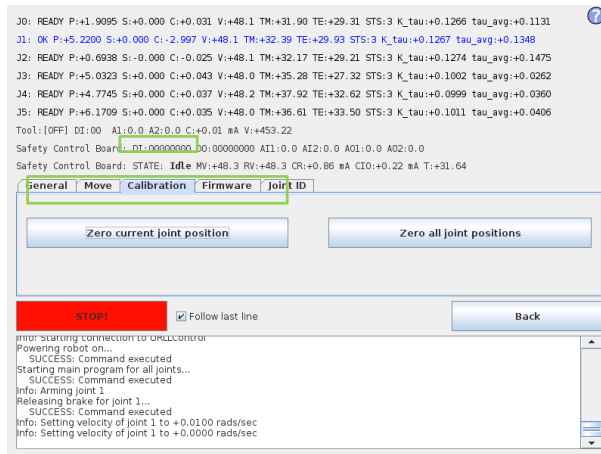 J0: READY P:+1.9095 S:+0.000 C:+0.031 V:+48.1 TM:+31.90 TE:+29.31 STS:3 K_tau:+0.1266 tau_avg:+0.1131
J1: OK P:+5.2200 S:+0.000 C:-2.997 V:+48.1 TM:+32.39 TE:+29.93 STS:3 K_tau:+0.1267 tau_avg:+0.1348
J2: READY P:+0.6938 S:-0.000 C:-0.025 V:+48.1 TM:+32.17 TE:+29.21 STS:3 K_tau:+0.1274 tau_avg:+0.1475
J3: READY P:+5.0323 S:+0.000 C:+0.043 V:+48.0 TM:+35.28 TE:+27.32 STS:3 K_tau:+0.1002 tau_avg:+0.0262
J4: READY P:+4.7745 S:+0.000 C:+0.037 V:+48.2 TM:+37.92 TE:+32.62 STS:3 K_tau:+0.0999 tau_avg:+0.0360
J5: READY P:+6.1709 S:+0.000 C:+0.035 V:+48.0 TM:+36.61 TE:+33.50 STS:3 K_tau:+0.1011 tau_avg:+0.0406
Tool:[OFF] DI:00 A1:0.0 A2:0.0 C:+0.01 mA V:+453.22
Safety Control Board: DI:00000000 DO:00000000 AI1:0.0 AI2:0.0 AO1:0.0 AO2:0.0
Safety Control Board: STATE: Idle MV:+48.3 RV:+48.3 CR:+0.86 mA CIO:+0.22 mA T:+31.64
General Move Calibration Firmware Joint ID
Zero current joint position Zero all joint positions
STOP! Follow last line Back
Info: Starting connection to URLLControl
Powering robot on...
SUCCESS: Command executed
Starting main program for all joints...
SUCCESS: Command executed
Info: Arming joint 1
Releasing brake for joint 1...
SUCCESS: Command executed
Info: Setting velocity of joint 1 to +0.0100 rads/sec
Info: Setting velocity of joint 1 to +0.0000 rads/sec